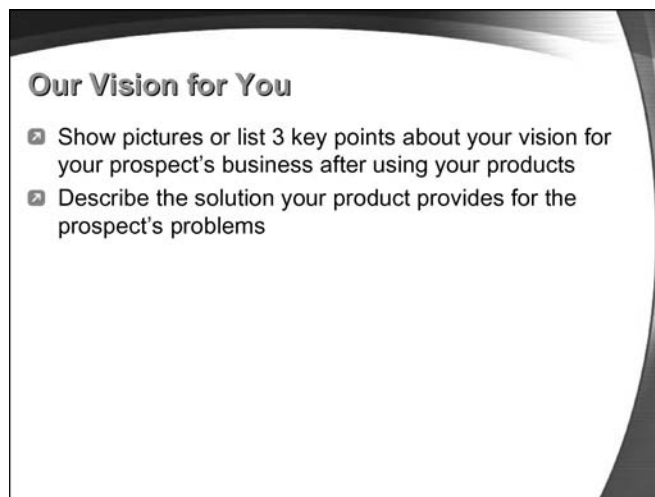 Our Vision for You
Show pictures or list 3 key points about your vision for
your prospect's business after using your products
Describe the solution your product provides for the
prospect's problems